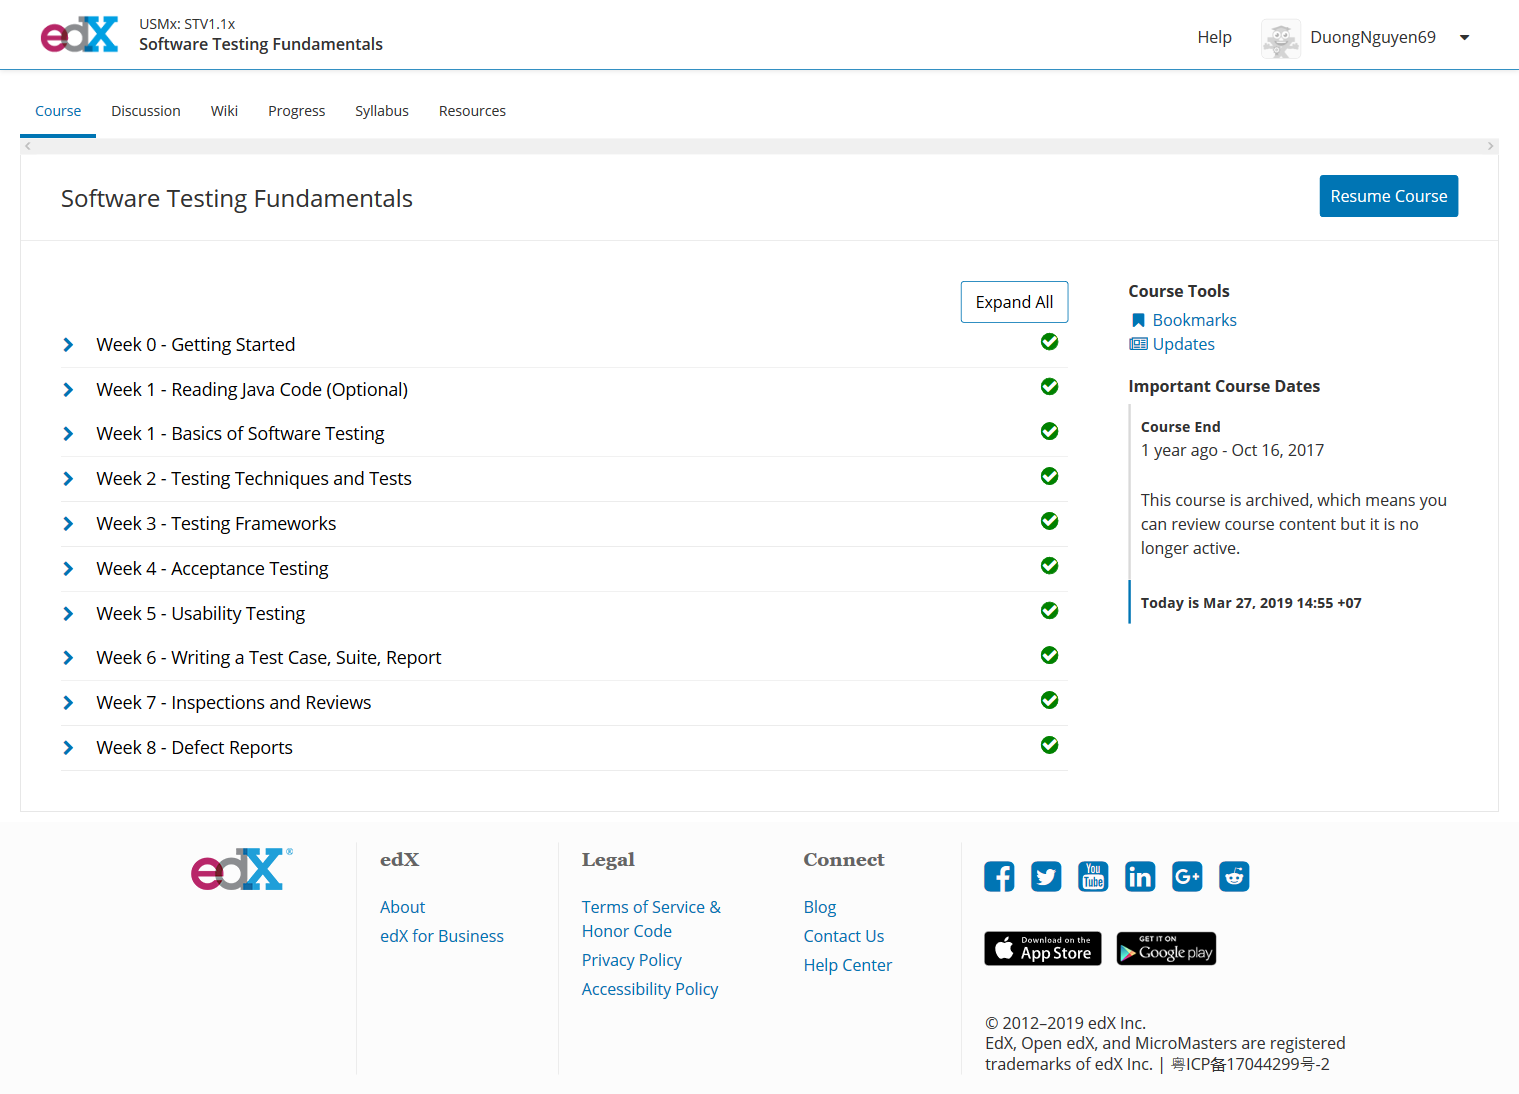 edX
USMx: STV1.1x
Software Testing Fundamentals
Help
DuongNguyen69
Course
Discussion
Wiki
Progress
Syllabus
Resources
Software Testing Fundamentals
Resume Course
Expand All
Week 0 - Getting Started
Week 1 - Reading Java Code (Optional)
Week 1 - Basics of Software Testing
Week 2 - Testing Techniques and Tests
Week 3 - Testing Frameworks
Week 4 - Acceptance Testing
Week 5 - Usability Testing
Week 6 - Writing a Test Case, Suite, Report
Week 7 - Inspections and Reviews
Week 8 - Defect Reports
Course Tools
Bookmarks
Updates
Important Course Dates
Course End
1 year ago - Oct 16, 2017
This course is archived, which means you
can review course content but it is no
longer active.
Today is Mar 27, 2019 14:55 +07
edX®
edX
About
edX for Business
Legal
Terms of Service &
Honor Code
Privacy Policy
Accessibility Policy
Connect
Blog
Contact Us
Help Center
You
Tube
in
G+
Download on the
App Store
GET IT ON
Google play
© 2012–2019 edX Inc.
EdX, Open edX, and MicroMasters are registered
trademarks of edX Inc. | 粤ICP备17044299号-2